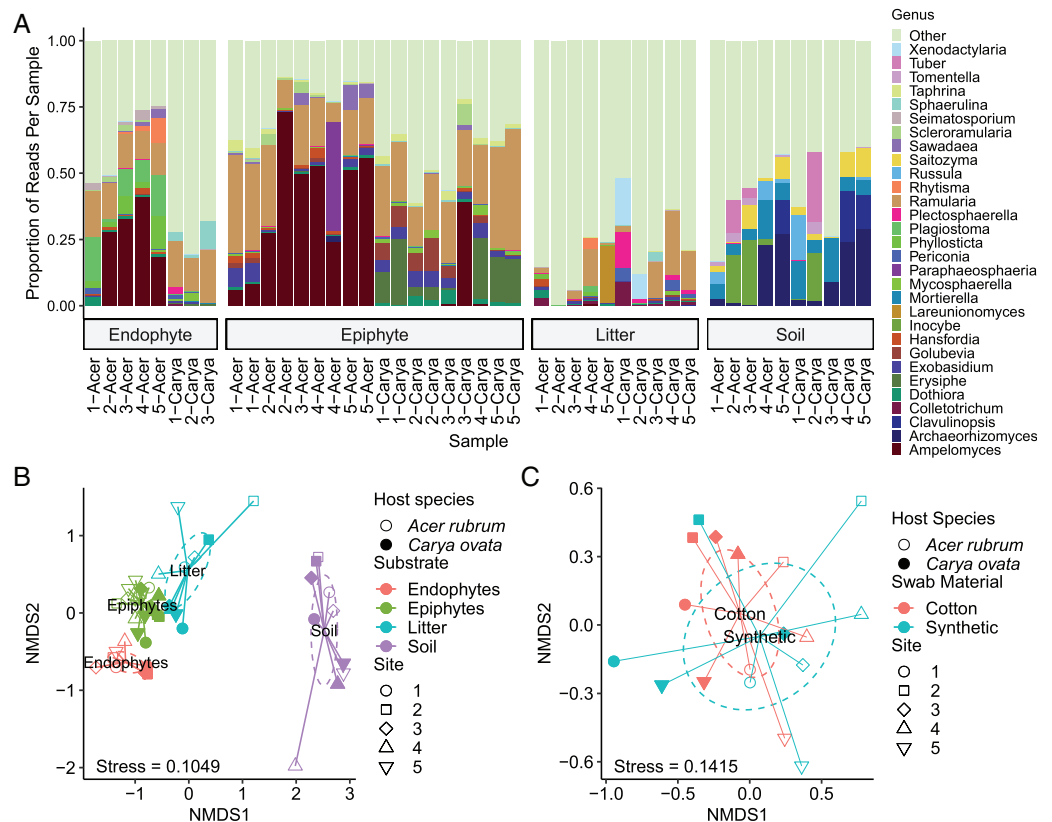 A
Proportion of Reads Per Sample
1.00
0.75
0.50
0.25
0.00
Endophyte
Epiphyte
Litter
Soil
1-Acer
2-Acer
3-Acer
4-Acer
5-Acer
1-Carya
2-Carya
3-Carya
1-Acer
1-Acer
2-Acer
2-Acer
3-Acer
4-Acer
4-Acer
5-Acer
5-Acer
1-Carya
1-Carya
2-Carya
2-Carya
3-Carya
3-Carya
4-Carya
5-Carya
5-Carya
1-Acer
2-Acer
3-Acer
4-Acer
5-Acer
1-Carya
2-Carya
3-Carya
4-Carya
5-Carya
1-Acer
2-Acer
3-Acer
4-Acer
5-Acer
1-Carya
2-Carya
3-Carya
4-Carya
5-Carya
Sample
Genus
Other
Xenodactylaria
Tuber
Tomentella
Taphrina
Sphaerulina
Seimatosporium
Scleroramularia
Sawadaea
Saitozyma
Russula
Rhytisma
Ramularia
Plectosphaerella
Plagiostoma
Phyllosticta
Periconia
Paraphaeosphaeria
Mycosphaerella
Mortierella
Lareunionomyces
Inocybe
Hansfordia
Golubevia
Exobasidium
Erysiphe
Dothiora
Colletotrichum
Clavulinopsis
Archaeorhizomyces
Ampelomyces
B
NMDS2
1
0
−1
−2
Litter
Epiphytes
Endophytes
Soil
Stress = 0.1049
−1
0
1
2
3
NMDS1
Host species
Acer rubrum
Carya ovata
Substrate
Endophytes
Epiphytes
Litter
Soil
Site
1
2
3
4
5
C
NMDS2
0.6
0.3
0.0
−0.3
−0.6
Cotton
Synthetic
Stress = 0.1415
−1.0
−0.5
0.0
0.5
NMDS1
Host Species
Acer rubrum
Carya ovata
Swab Material
Cotton
Synthetic
Site
1
2
3
4
5